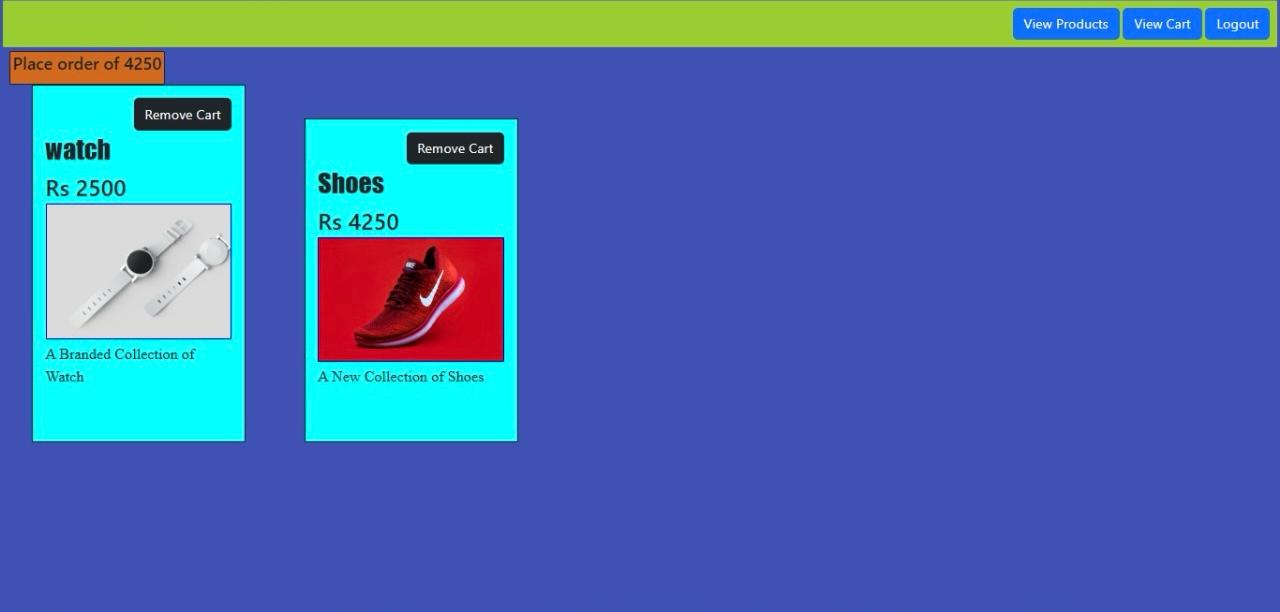 View Products View Cart Logout
Place order of 4250
Remove Cart
watch
Rs 2500
A Branded Collection of
Watch
Remove Cart
Shoes
Rs 4250
A New Collection of Shoes